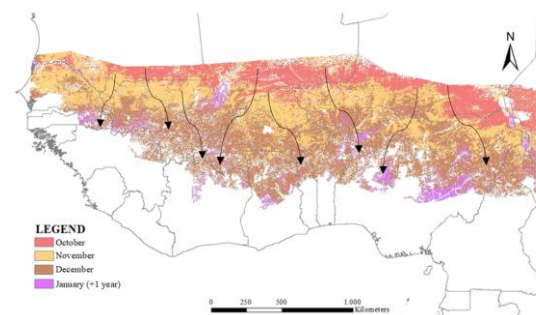 N
LEGEND
October
November
December
January (+1 year)
0 250 500 1.000
Kilometers